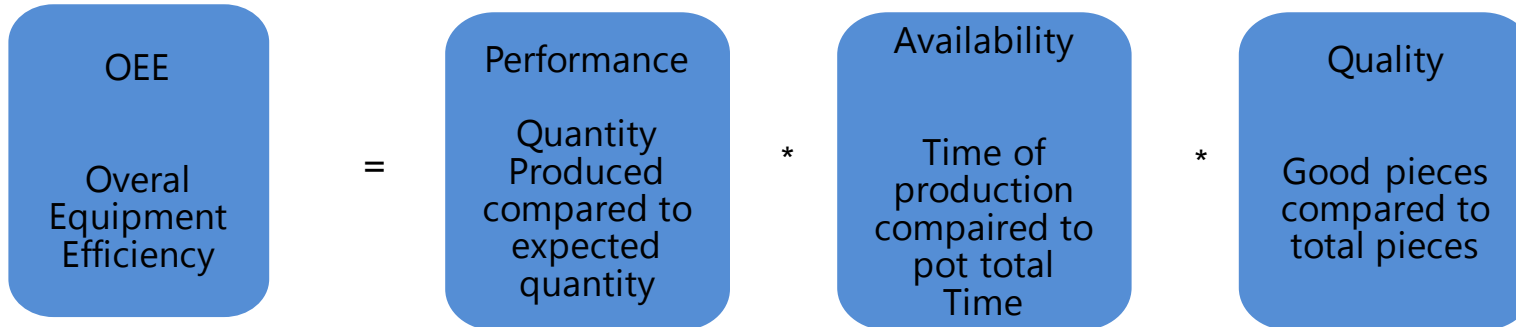 OEE
Overal
Equipment
Efficiency
=
Performance
Quantity
Produced
compared to
expected
quantity
*
Availability
Time of
production
compaired to
pot total
Time
*
Quality
Good pieces
compared to
total pieces